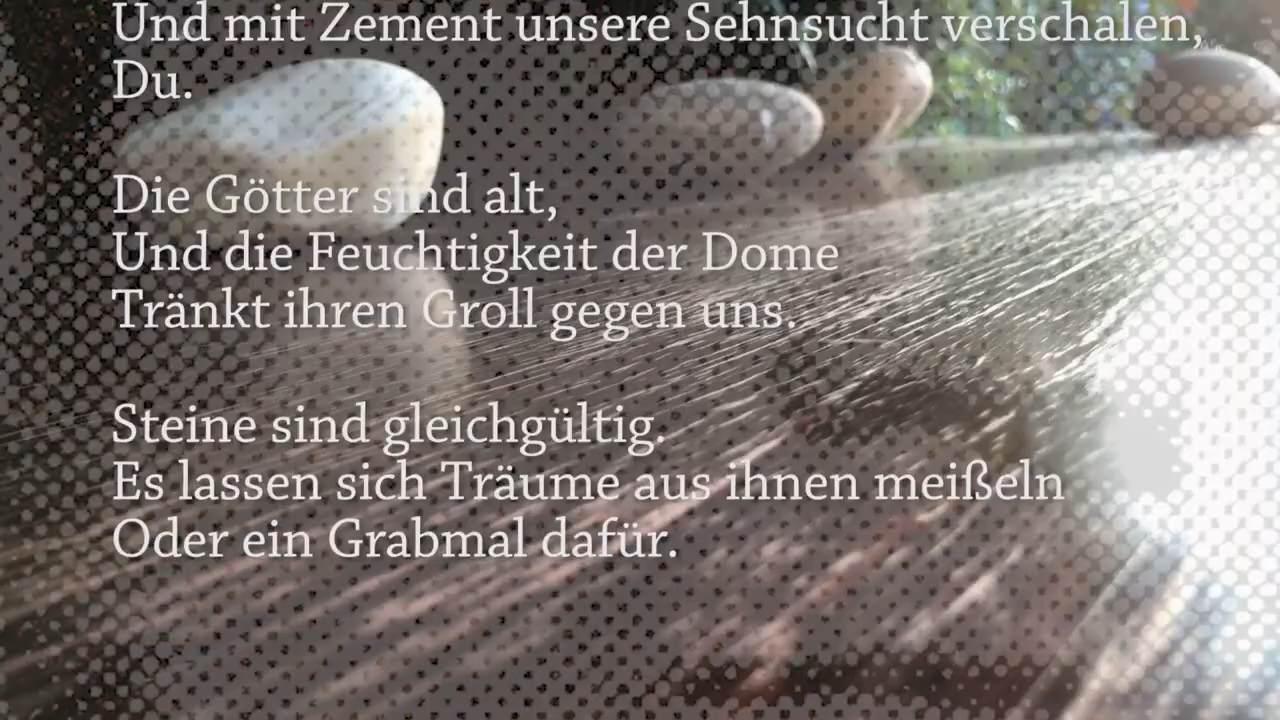 Und mit Zement unsere Sehnsucht verschalen,
Du.
Die Götter sind alt,
Und die Feuchtigkeit der Dome
Tränkt ihren Groll gegen uns.
Steine sind gleichgültig.
Es lassen sich Träume aus ihnen meißeln
Oder ein Grabmal dafür.